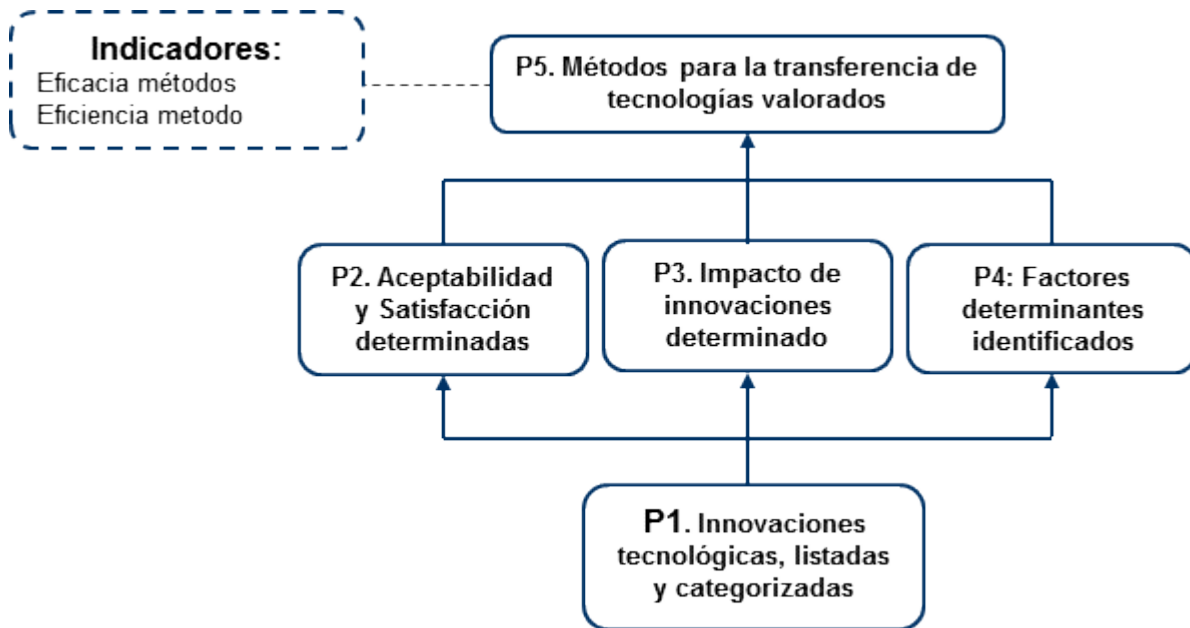 Indicadores:
Eficacia métodos
Eficiencia metodo
P5. Métodos para la transferencia de
tecnologías valorados
P2. Aceptabilidad
y Satisfacción
determinadas
P3. Impacto de
innovaciones
determinado
P4: Factores
determinantes
identificados
P1. Innovaciones
tecnológicas, listadas
y categorizadas